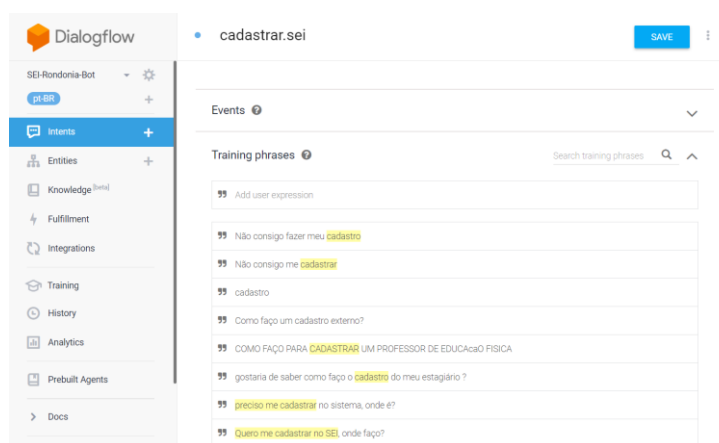 Dialogflow
SEI-Rondonia-Bot
pt-BR
Intents
Entities
Knowledge [beta]
Fulfillment
Integrations
Training
History
Analytics
Prebuilt Agents
Docs
cadastrar.sei
SAVE
Events
Training phrases
Search training phrases
Add user expression
Não consigo fazer meu cadastro
Não consigo me cadastrar
cadastro
Como faço um cadastro externo?
COMO FAÇO PARA CADASTRAR UM PROFESSOR DE EDUCAcaO FISICA
gostaria de saber como faço o cadastro do meu estagiário ?
preciso me cadastrar no sistema, onde é?
Quero me cadastrar no SEI, onde faço?